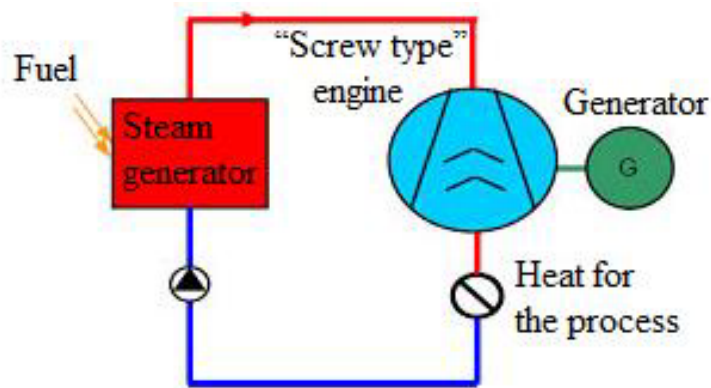 “Screw type”
engine
Fuel
Steam
generator
Generator
G
Heat for
the process